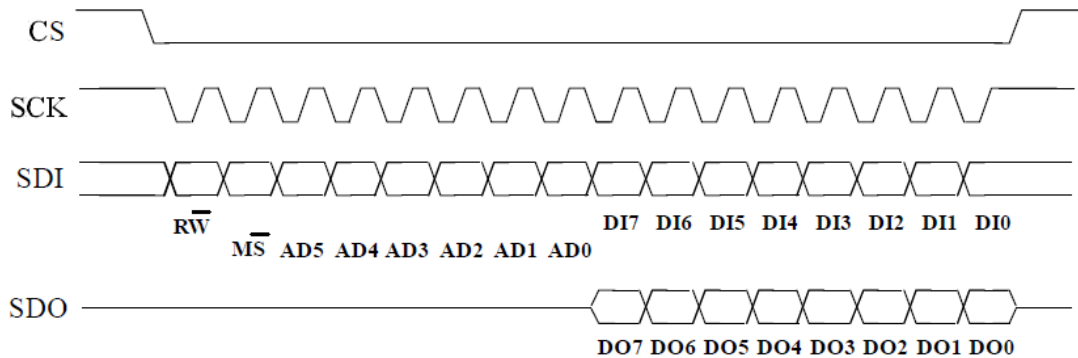 CS
SCK
SDI
RW̅ DI7 DI6 DI5 DI4 DI3 DI2 DI1 DI0
MS̅ AD5 AD4 AD3 AD2 AD1 AD0
SDO
DO7 DO6 DO5 DO4 DO3 DO2 DO1 DO0